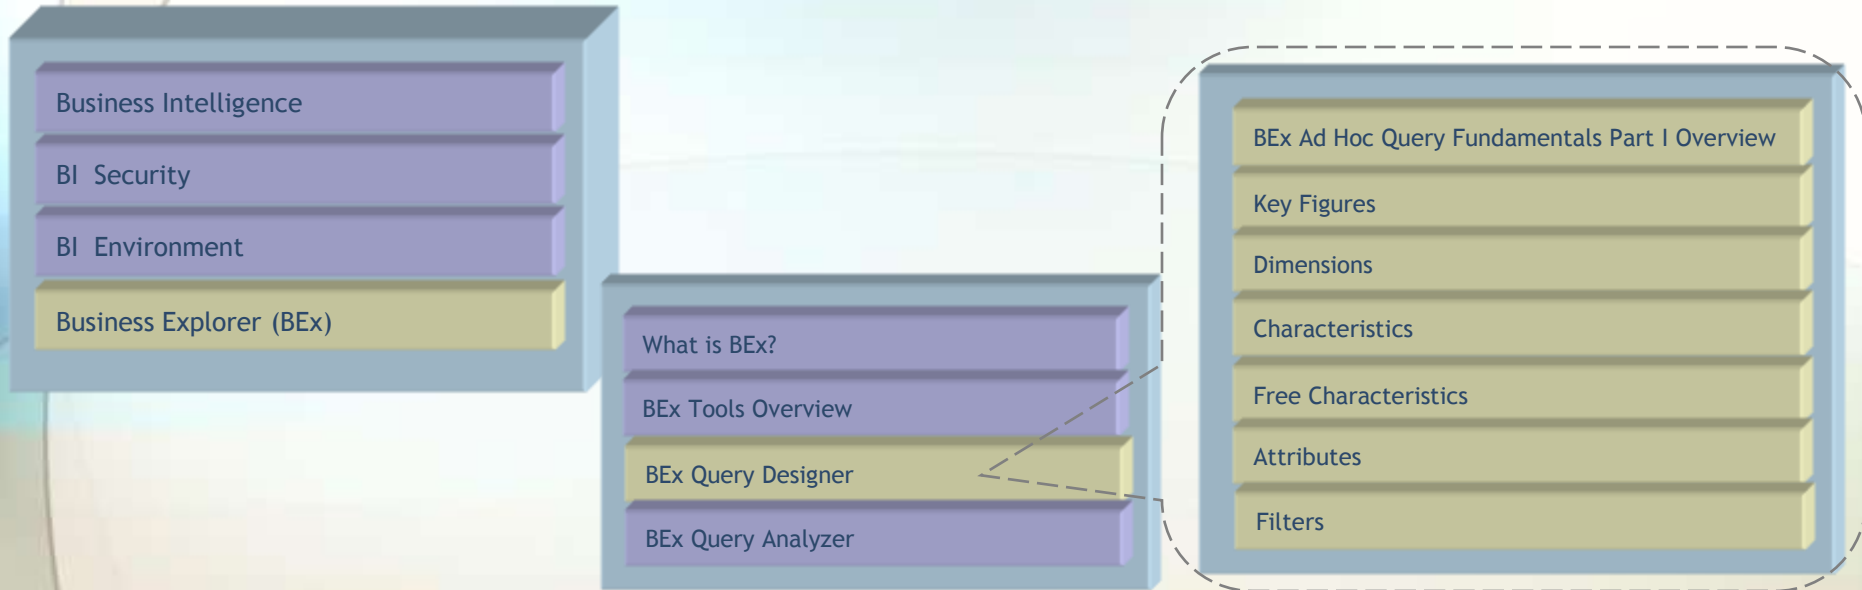 Business Intelligence
BI  Security
BI  Environment
Business Explorer (BEx)
What is BEx?
BEx Tools Overview
BEx Query Designer
BEx Query Analyzer
BEx Ad Hoc Query Fundamentals Part I Overview
Key Figures
Dimensions
Characteristics
Free Characteristics
Attributes
Filters